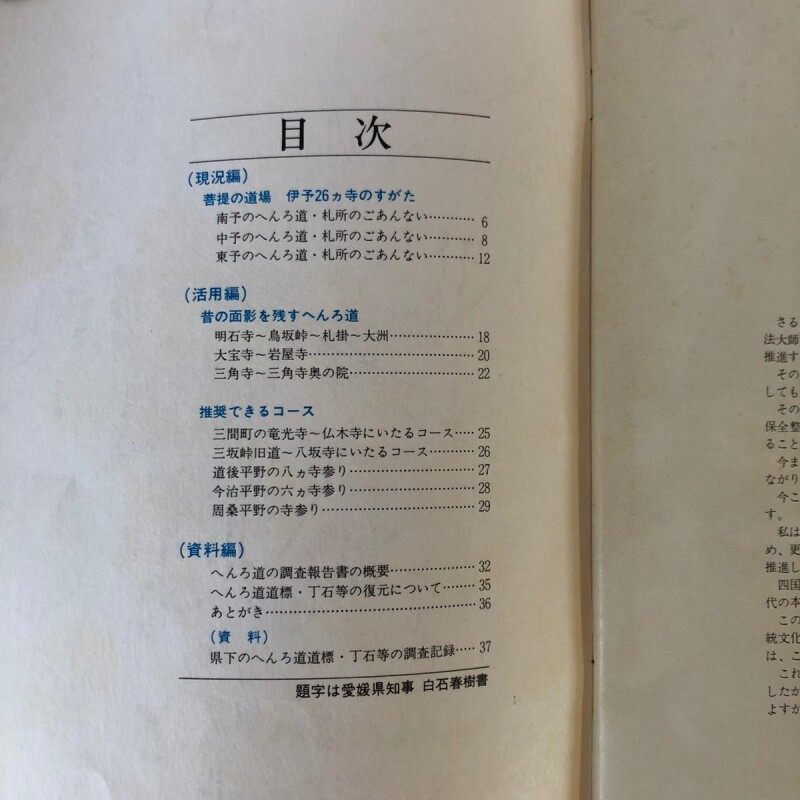 目次
(現況編)
菩提の道場 伊予26ヵ寺のすがた
南予のへんろ道・札所のごあんない………… 6
中予のへんろ道・札所のごあんない………… 8
東予のへんろ道・札所のごあんない………… 12
(活用編)
昔の面影を残すへんろ道
明石寺～鳥坂峠～札掛～大洲………………… 18
大宝寺～岩屋寺………………………………… 20
三角寺～三角寺奥の院………………………… 22
推奨できるコース
三間町の竜光寺～仏木寺にいたるコース…… 25
三坂峠旧道～八坂寺にいたるコース………… 26
道後平野の八ヵ寺参り………………………… 27
今治平野の六ヵ寺参り………………………… 28
周桑平野の寺参り……………………………… 29
(資料編)
へんろ道の調査報告書の概要………………… 32
へんろ道道標・丁石等の復元について……… 35
あとがき………………………………………… 36
(資 料)
県下のへんろ道道標・丁石等の調査記録…… 37
題字は愛媛県知事 白石春樹書
さる
法大師
推進す
その
しても
その
保全整
ること
今ま
ながり
今こ
す。
私は
め、更
推進し
四国
代の本
この
統文化
は、こ
これ
したか
よすが